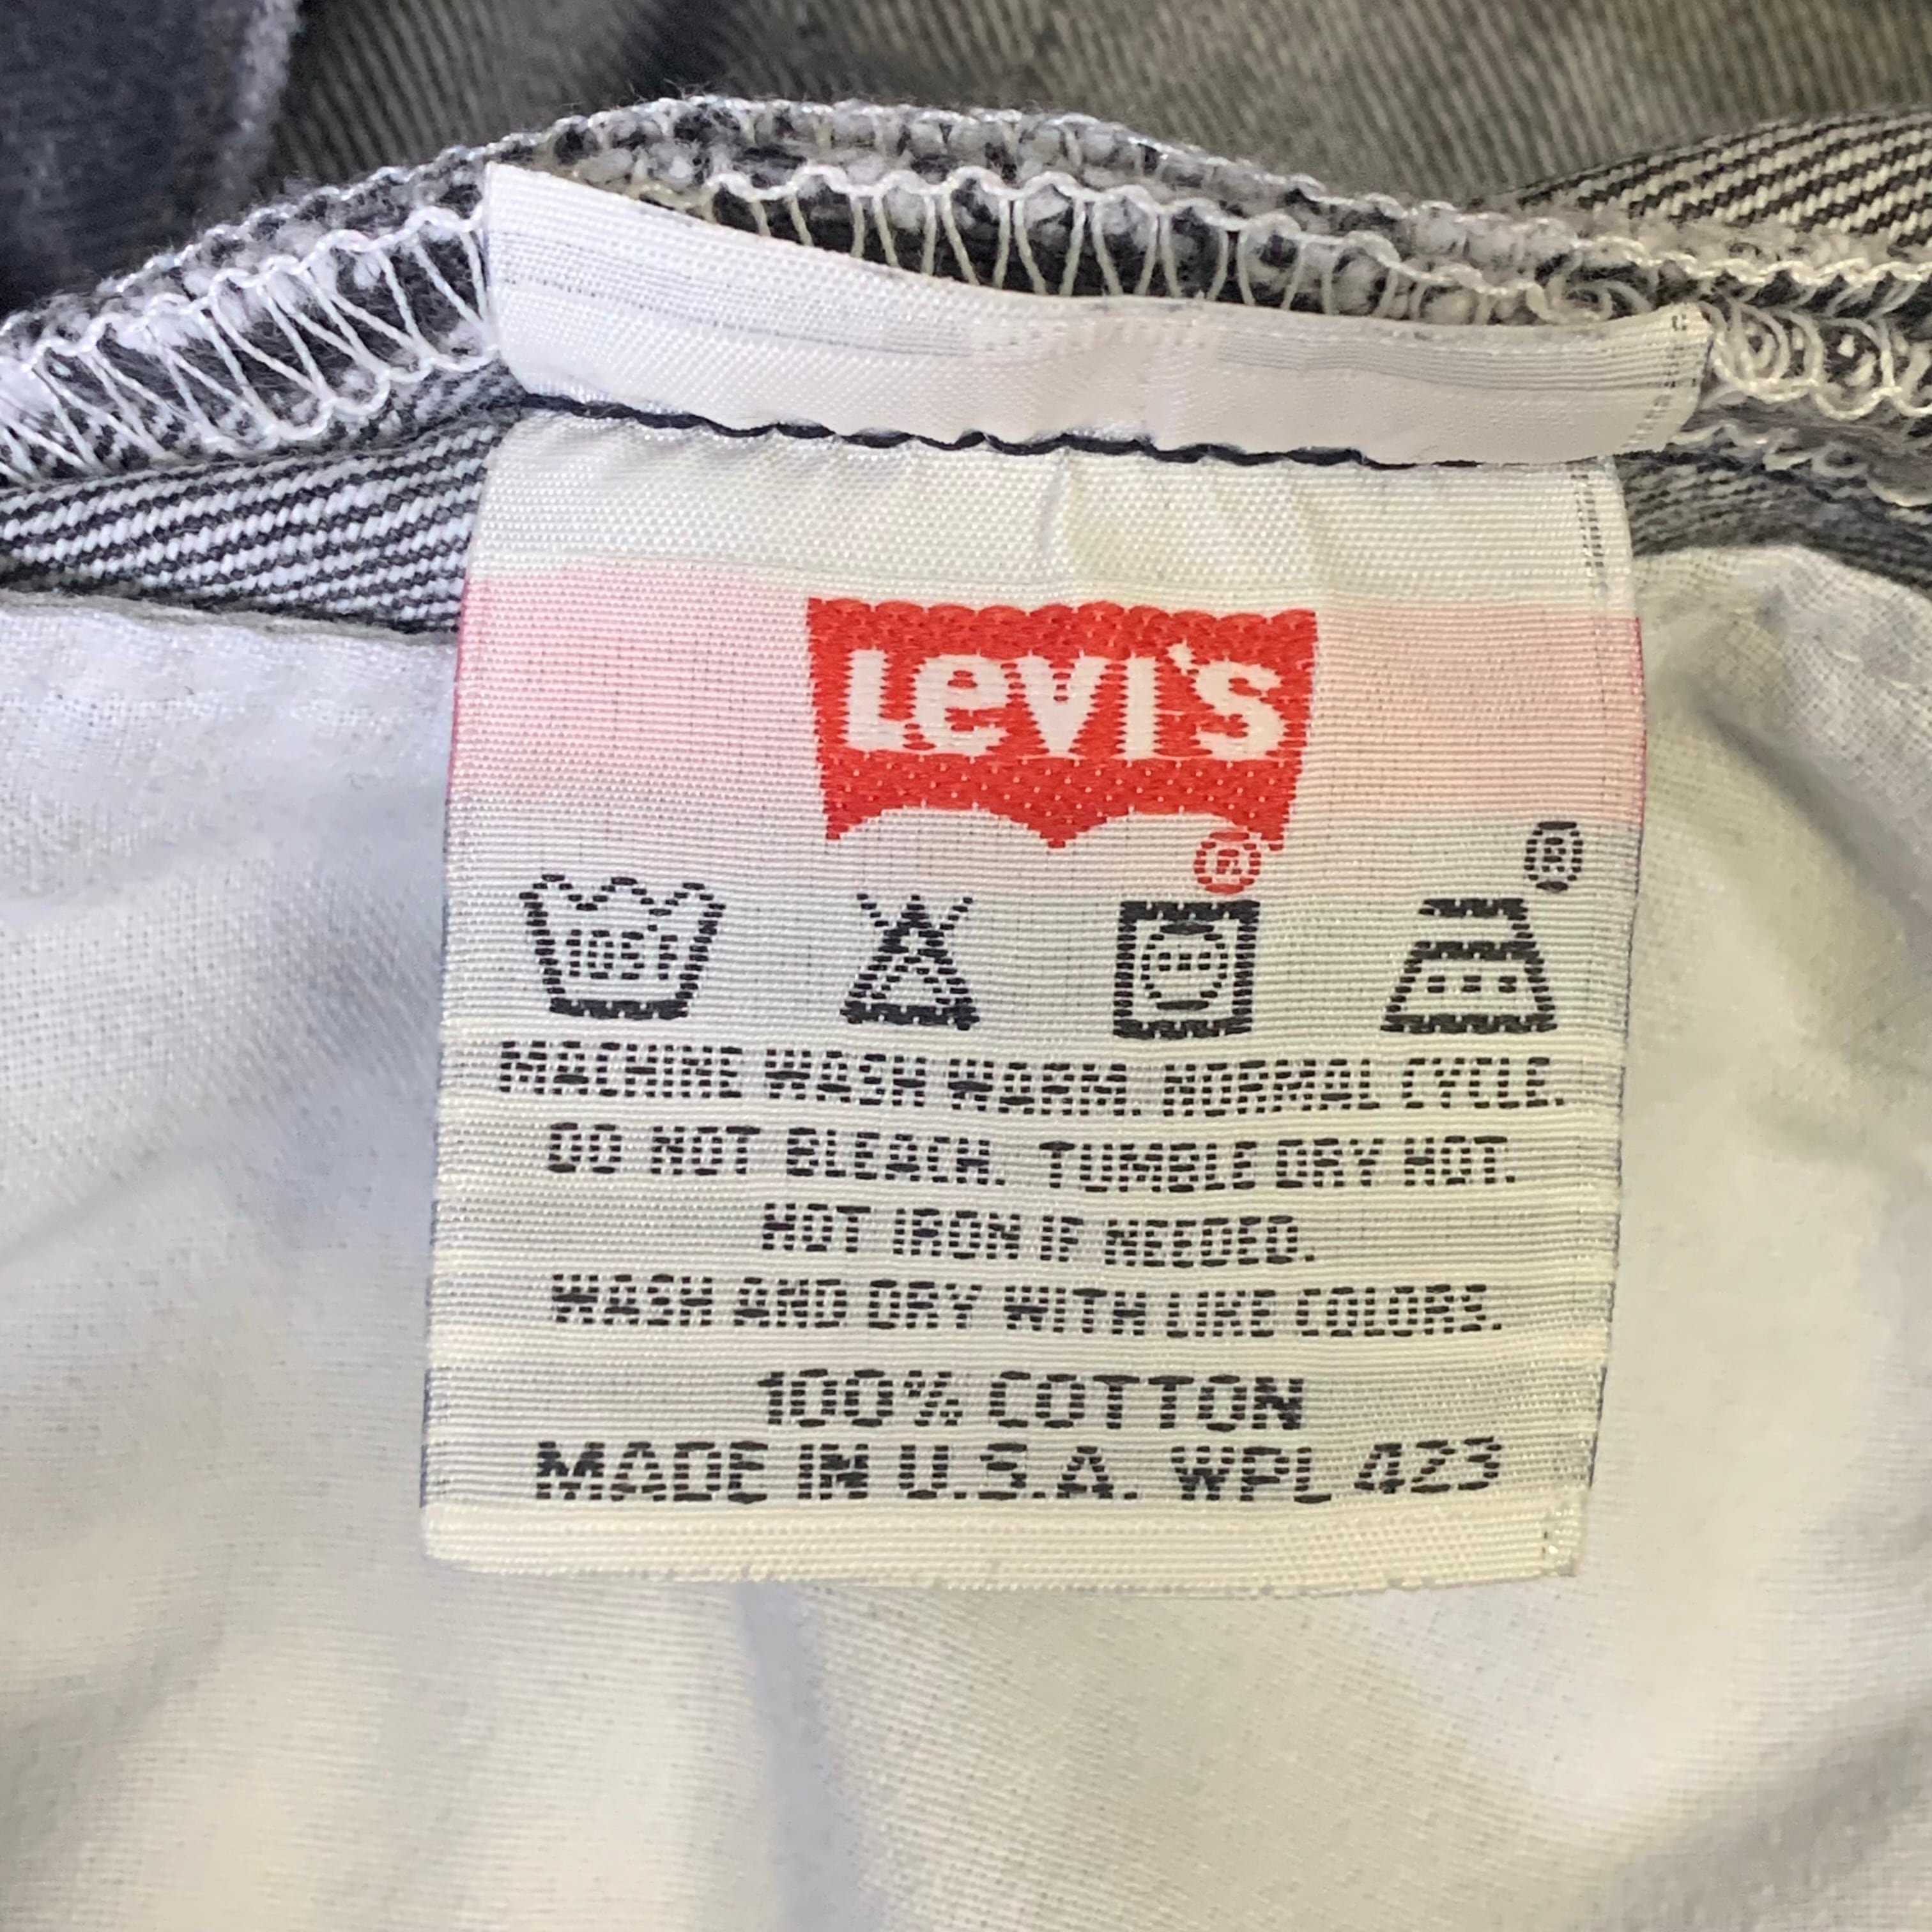 Levi's
®
®
105F
MACHINE WASH WARM. NORMAL CYCLE.
DO NOT BLEACH. TUMBLE DRY HOT.
HOT IRON IF NEEDED.
WASH AND DRY WITH LIKE COLORS.
100% COTTON
MADE IN U.S.A. WPL 423